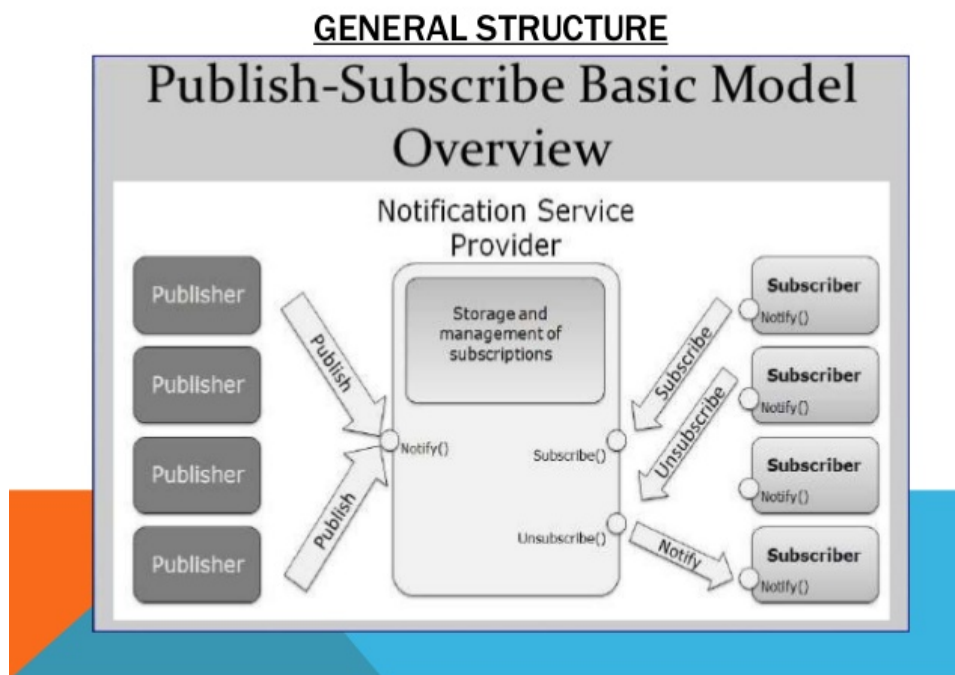 GENERAL STRUCTURE
Publish-Subscribe Basic Model
Overview
Notification Service
Provider
Publisher
Publisher
Publisher
Publisher
Publish
Publish
Storage and
management of
subscriptions
Notify()
Subscribe()
Unsubscribe()
Subscribe
Unsubscribe
Notify
Subscriber
Notify()
Subscriber
Notify()
Subscriber
Notify()
Subscriber
Notify()